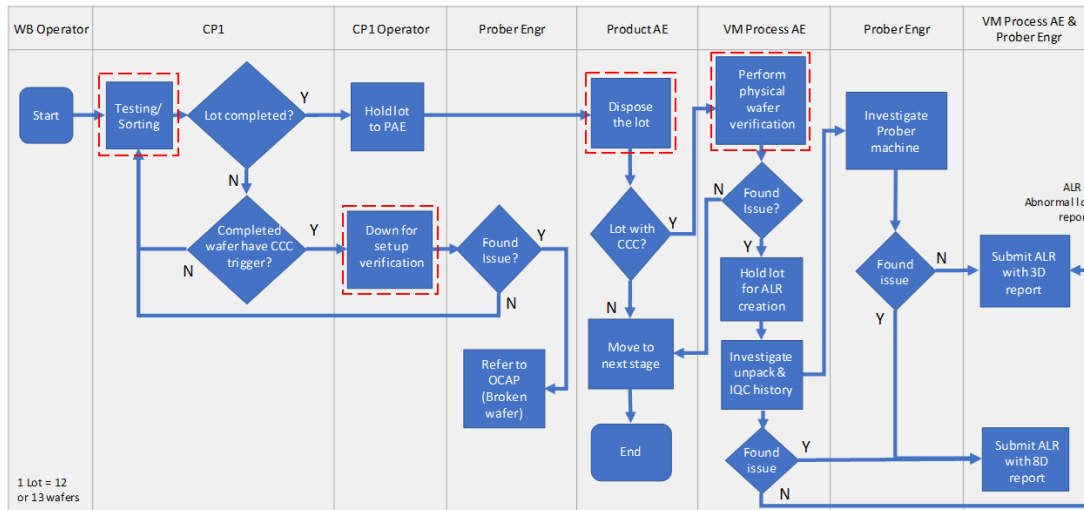 WB Operator
CP1
CP1 Operator
Prober Engr
Product AE
VM Process AE
Prober Engr
VM Process AE &
Prober Engr
Start
Testing/
Sorting
Lot completed?
Y
N
Hold lot
to PAE
Dispose
the lot
Perform
physical
wafer
verification
Investigate
Prober
machine
Completed
wafer have CCC
trigger?
Y
N
Down for
set up
verification
Found
Issue?
Y
N
Lot with
CCC?
Y
N
Found
Issue?
N
Y
ALR
Abnormal lo
repor
Found
issue
N
Y
Submit ALR
with 3D
report
Hold lot
for ALR
creation
Refer to
OCAP
(Broken
wafer)
Move to
next stage
Investigate
unpack &
IQC history
End
Found
issue
Y
N
Submit ALR
with 8D
report
1 Lot = 12
or 13 wafers